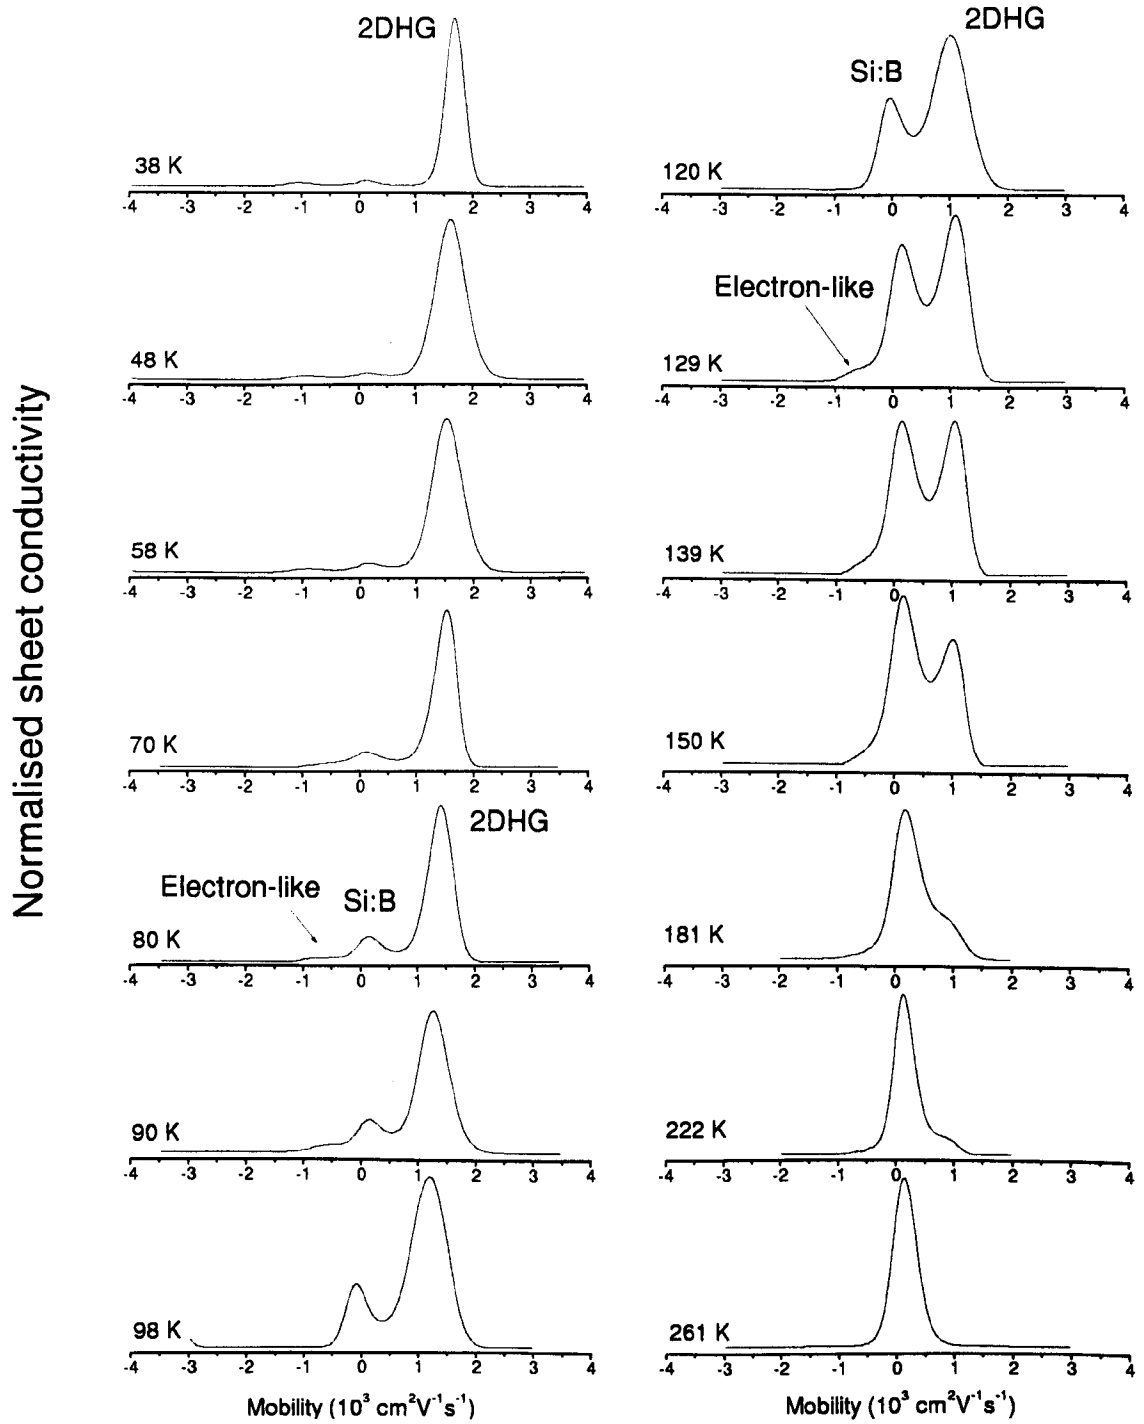 Normalised sheet conductivity
2DHG
38 K
-4 -3 -2 -1 0 1 2 3 4
48 K
-4 -3 -2 -1 0 1 2 3 4
58 K
-4 -3 -2 -1 0 1 2 3 4
70 K
-4 -3 -2 -1 0 1 2 3 4
2DHG
Electron-like
Si:B
80 K
-4 -3 -2 -1 0 1 2 3 4
90 K
-4 -3 -2 -1 0 1 2 3 4
98 K
-4 -3 -2 -1 0 1 2 3 4
Mobility (10³ cm²V⁻¹s⁻¹)
2DHG
Si:B
120 K
-4 -3 -2 -1 0 1 2 3 4
Electron-like
129 K
-4 -3 -2 -1 0 1 2 3 4
139 K
-4 -3 -2 -1 0 1 2 3 4
150 K
-4 -3 -2 -1 0 1 2 3 4
181 K
-4 -3 -2 -1 0 1 2 3 4
222 K
-4 -3 -2 -1 0 1 2 3 4
261 K
-4 -3 -2 -1 0 1 2 3 4
Mobility (10³ cm²V⁻¹s⁻¹)